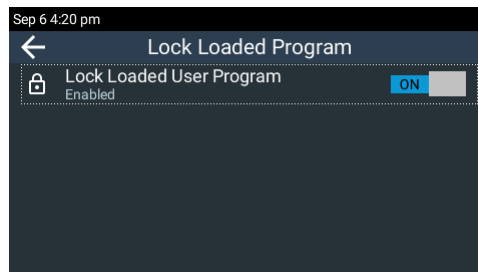 Sep 6 4:20 pm
Lock Loaded Program
Lock Loaded User Program
ON
Enabled